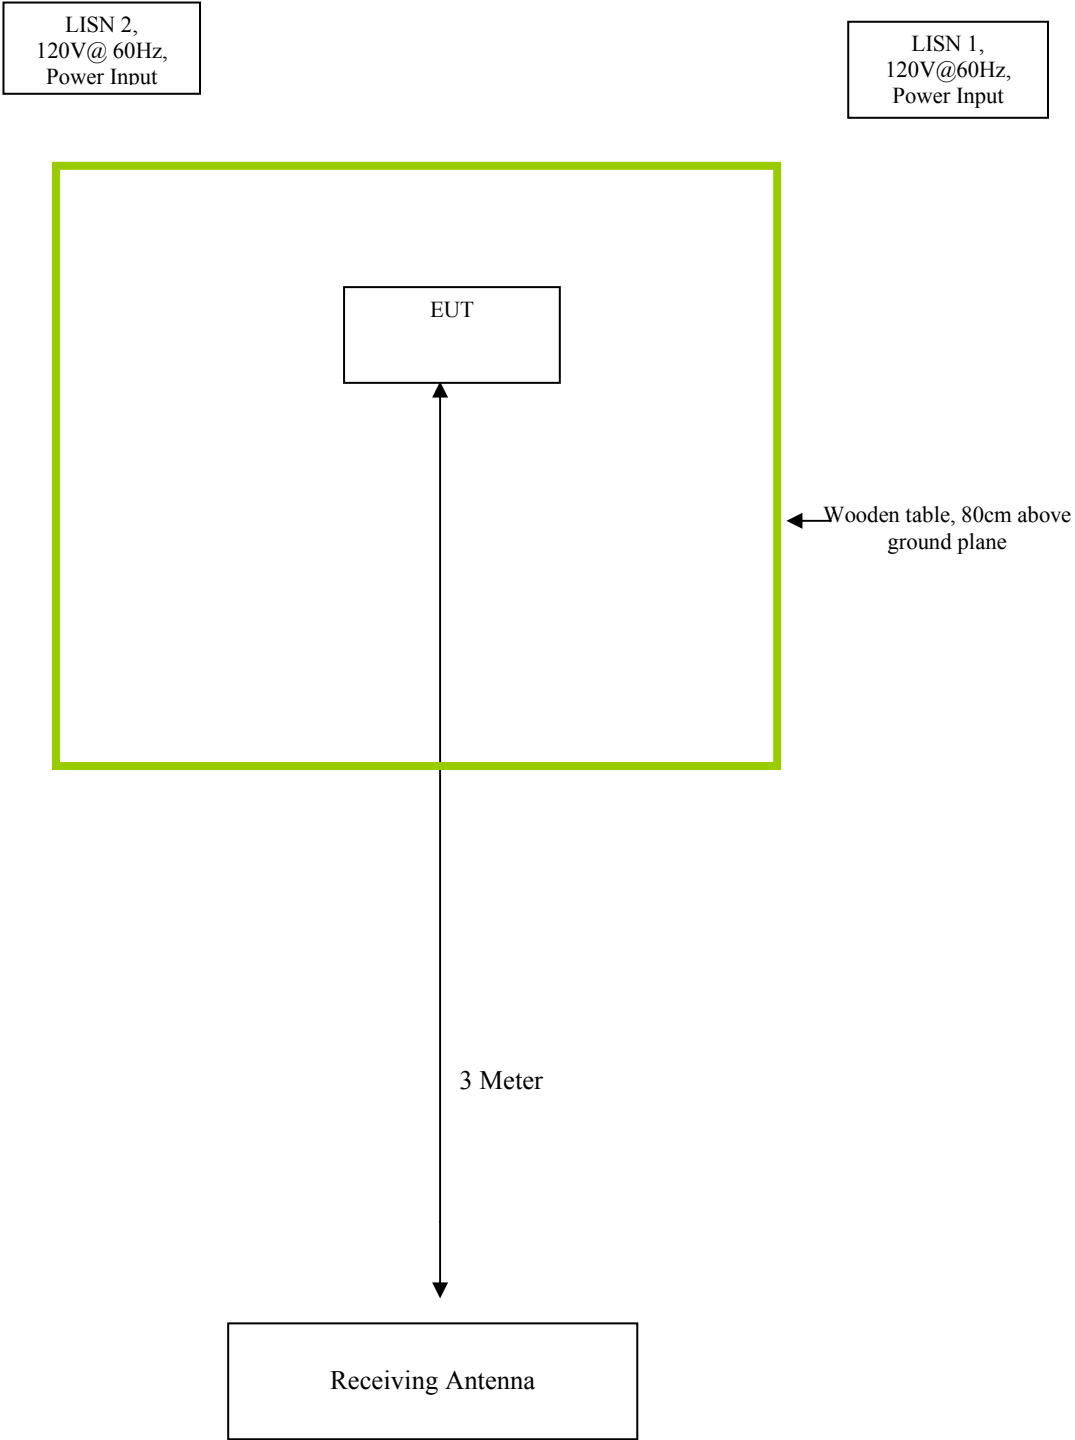 LISN 2,
120V@ 60Hz,
Power Input
LISN 1,
120V@60Hz,
Power Input
EUT
Wooden table, 80cm above
ground plane
3 Meter
Receiving Antenna